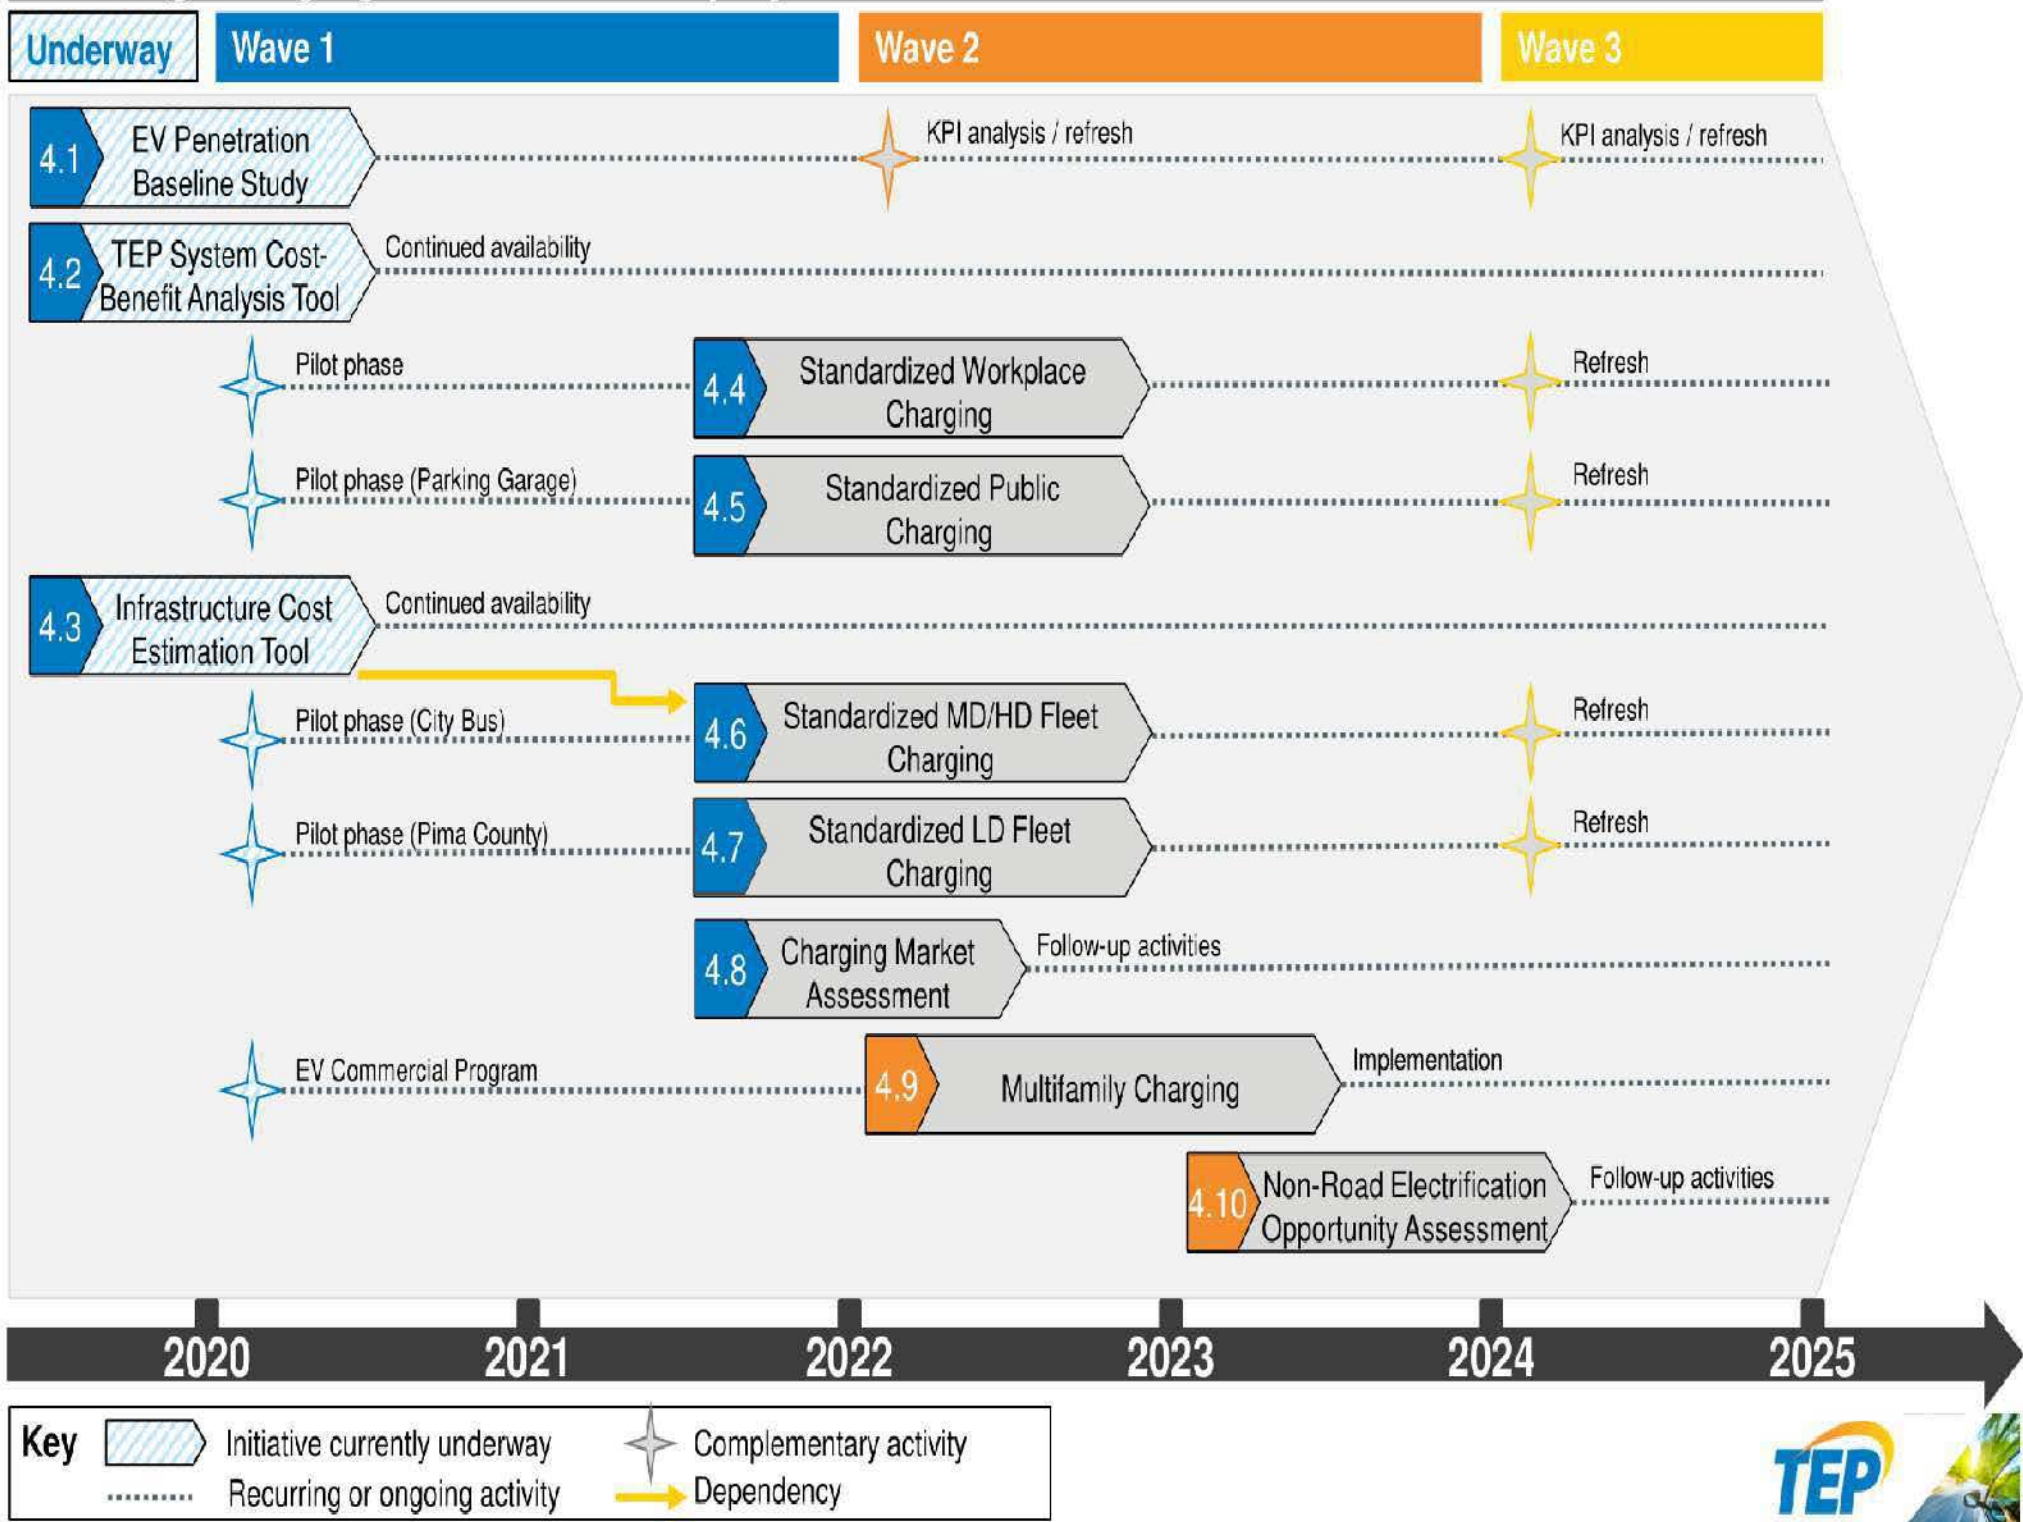 Underway
Wave 1
Wave 2
Wave 3
4.1
EV Penetration
Baseline Study
KPI analysis / refresh
KPI analysis / refresh
4.2
TEP System Cost-
Benefit Analysis Tool
Continued availability
Pilot phase
4.4
Standardized Workplace
Charging
Refresh
Pilot phase (Parking Garage)
4.5
Standardized Public
Charging
Refresh
4.3
Infrastructure Cost
Estimation Tool
Continued availability
Pilot phase (City Bus)
4.6
Standardized MD/HD Fleet
Charging
Refresh
Pilot phase (Pima County)
4.7
Standardized LD Fleet
Charging
Refresh
4.8
Charging Market
Assessment
Follow-up activities
EV Commercial Program
4.9
Multifamily Charging
Implementation
4.10
Non-Road Electrification
Opportunity Assessment
Follow-up activities
2020
2021
2022
2023
2024
2025
Key
Initiative currently underway
Complementary activity
Recurring or ongoing activity
Dependency
TEP